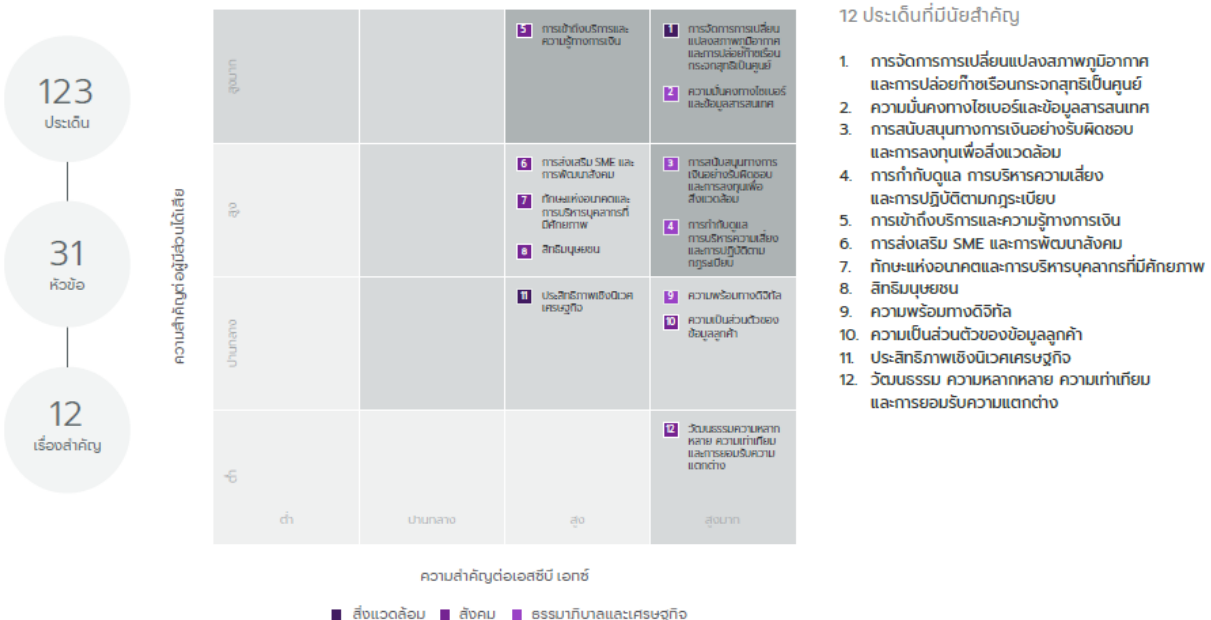 123
ประเด็น
31
หัวข้อ
12
เรื่องสำคัญ
ความสำคัญต่อผู้มีส่วนได้เสีย
สูงมาก
5 การเข้าถึงบริการและ
ความรู้ทางการเงิน
1 การจัดการการเปลี่ยน
แปลงสภาพภูมิอากาศ
และการปล่อยก๊าซเรือน
กระจกสุทธิเป็นศูนย์
2 ความมั่นคงทางไซเบอร์
และข้อมูลสารสนเทศ
สูง
6 การส่งเสริม SME และ
การพัฒนาสังคม
7 ทักษะแห่งอนาคตและ
การบริหารบุคลากรที่
มีศักยภาพ
8 สิทธิมนุษยชน
3 การสนับสนุนทางการ
เงินอย่างรับผิดชอบ
และการลงทุนเพื่อ
สิ่งแวดล้อม
4 การกำกับดูแล
การบริหารความเสี่ยง
และการปฏิบัติตาม
กฎระเบียบ
ปานกลาง
11 ประสิทธิภาพเชิงนิเวศ
เศรษฐกิจ
9 ความพร้อมทางดิจิทัล
10 ความเป็นส่วนตัวของ
ข้อมูลลูกค้า
ต่ำ
12 วัฒนธรรมความหลาก
หลาย ความเท่าเทียม
และการยอมรับความ
แตกต่าง
ต่ำ ปานกลาง สูง สูงมาก
ความสำคัญต่อเอสซีบี เอกซ์
สิ่งแวดล้อม สังคม ธรรมาภิบาลและเศรษฐกิจ
12 ประเด็นที่มีนัยสำคัญ
1. การจัดการการเปลี่ยนแปลงสภาพภูมิอากาศ
และการปล่อยก๊าซเรือนกระจกสุทธิเป็นศูนย์
2. ความมั่นคงทางไซเบอร์และข้อมูลสารสนเทศ
3. การสนับสนุนทางการเงินอย่างรับผิดชอบ
และการลงทุนเพื่อสิ่งแวดล้อม
4. การกำกับดูแล การบริหารความเสี่ยง
และการปฏิบัติตามกฎระเบียบ
5. การเข้าถึงบริการและความรู้ทางการเงิน
6. การส่งเสริม SME และการพัฒนาสังคม
7. ทักษะแห่งอนาคตและการบริหารบุคลากรที่มีศักยภาพ
8. สิทธิมนุษยชน
9. ความพร้อมทางดิจิทัล
10. ความเป็นส่วนตัวของข้อมูลลูกค้า
11. ประสิทธิภาพเชิงนิเวศเศรษฐกิจ
12. วัฒนธรรม ความหลากหลาย ความเท่าเทียม
และการยอมรับความแตกต่าง